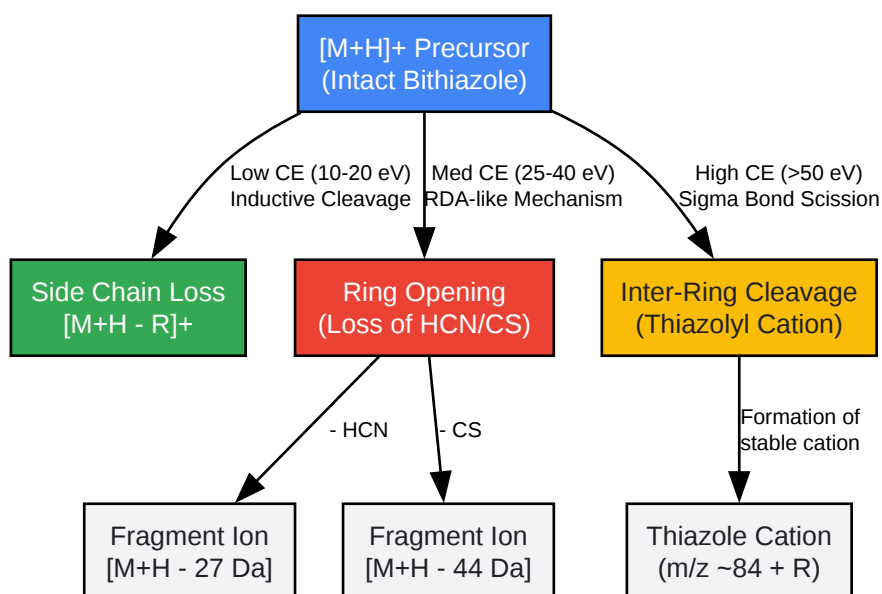 [M+H]+ Precursor
(Intact Bithiazole)
Low CE (10-20 eV)
Inductive Cleavage
Med CE (25-40 eV)
RDA-like Mechanism
High CE (>50 eV)
Sigma Bond Scission
Side Chain Loss
[M+H - R]+
Ring Opening
(Loss of HCN/CS)
Inter-Ring Cleavage
(Thiazolyl Cation)
- HCN
- CS
Formation of
stable cation
Fragment Ion
[M+H - 27 Da]
Fragment Ion
[M+H - 44 Da]
Thiazole Cation
(m/z ~84 + R)